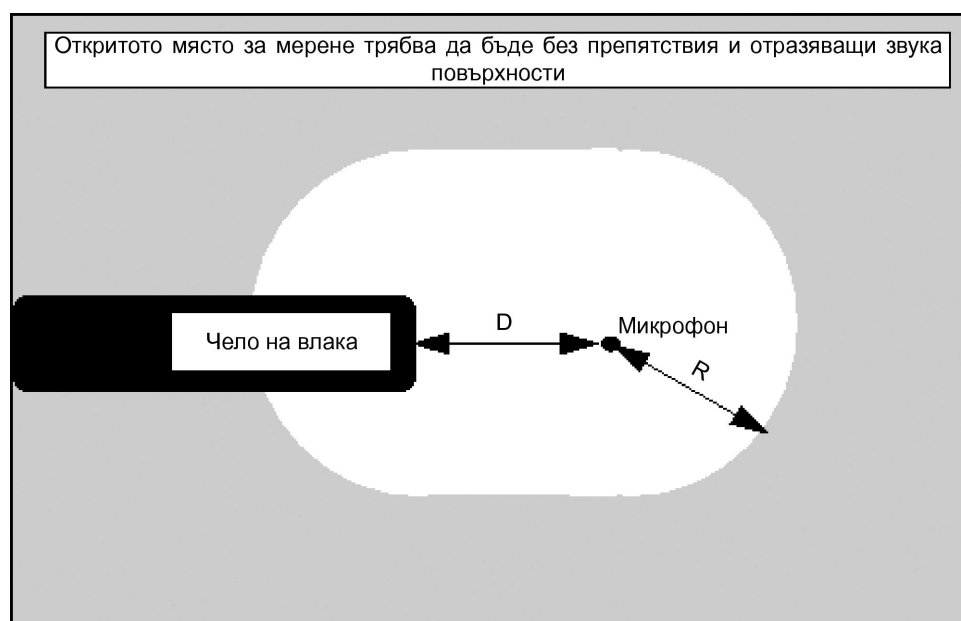 Откритото място за мерене трябва да бъде без препятствия и отразяващи звука
повърхности
D
Микрофон
Чело на влака
R